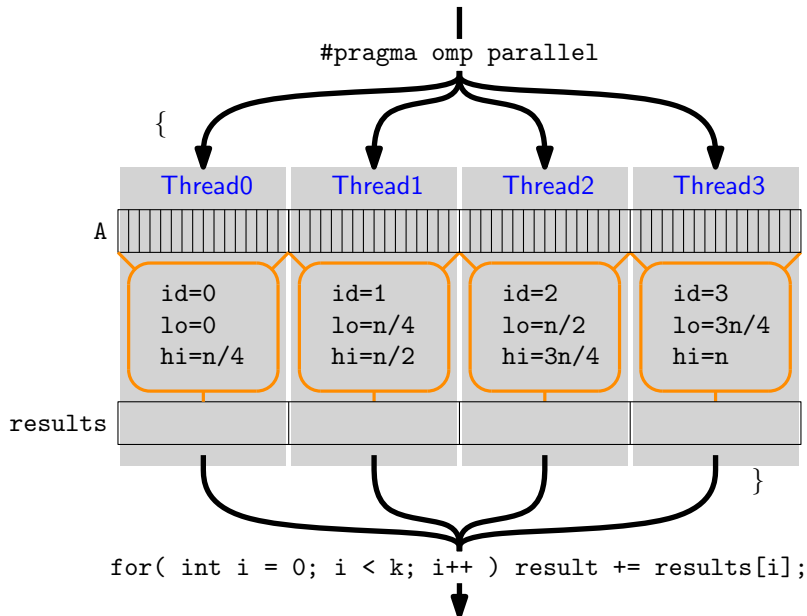 #pragma omp parallel
{
Thread0 Thread1 Thread2 Thread3
A
id=0 id=1 id=2 id=3
lo=0 lo=n/4 lo=n/2 lo=3n/4
hi=n/4 hi=n/2 hi=3n/4 hi=n
results
}
for( int i = 0; i < k; i++ ) result += results[i];